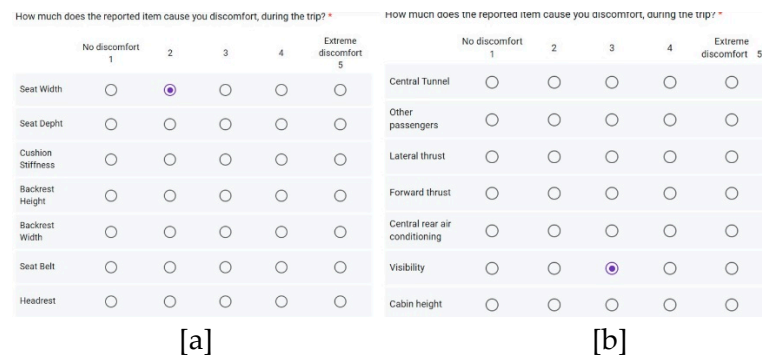 How much does the reported item cause you discomfort, during the trip? *
No discomfort
1
2
3
4
Extreme
discomfort
5
Seat Width
Seat Depht
Cushion
Stiffness
Backrest
Height
Backrest
Width
Seat Belt
Headrest
[a]
How much does the reported item cause you discomfort, during the trip? *
No discomfort
1
2
3
4
Extreme
discomfort 5
Central Tunnel
Other
passengers
Lateral thrust
Forward thrust
Central rear air
conditioning
Visibility
Cabin height
[b]